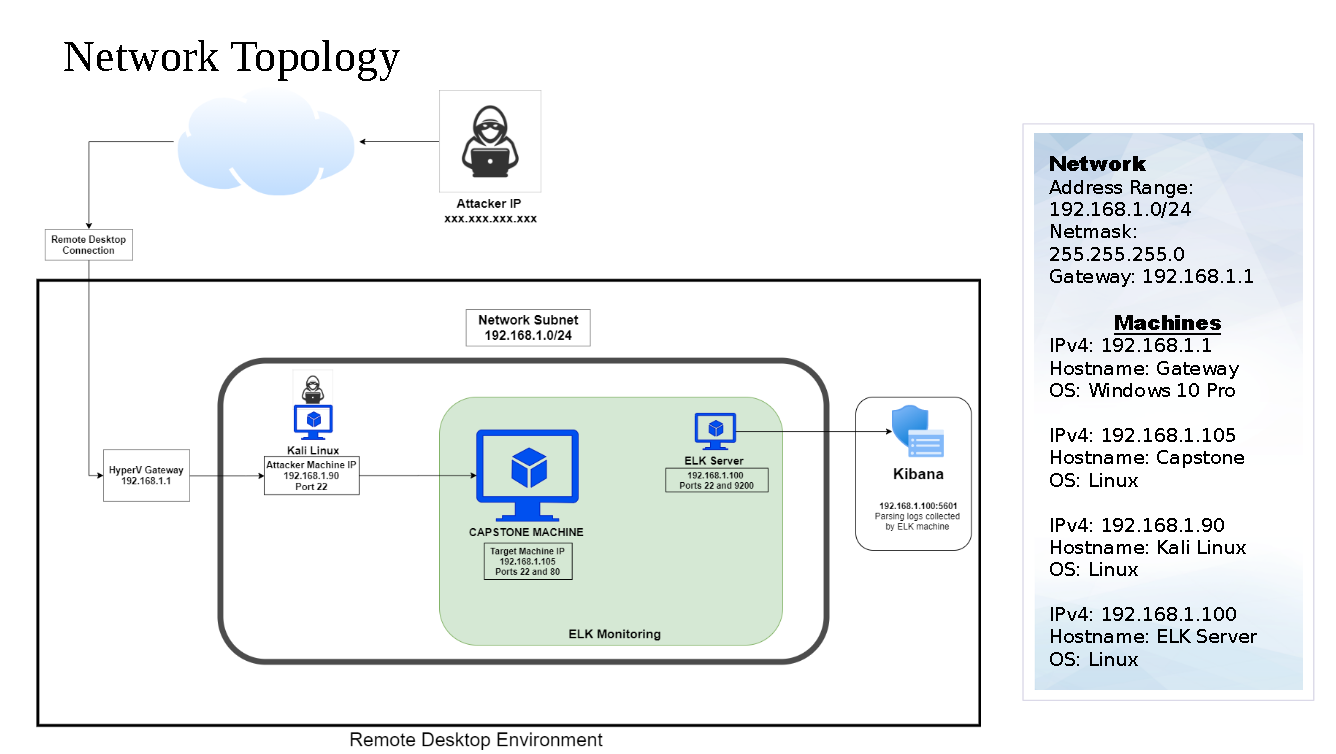 Network Topology
Attacker IP
xxx.xxx.xxx.xxx
Remote Desktop
Connection
Network Subnet
192.168.1.0/24
HyperV Gateway
192.168.1.1
Kali Linux
Attacker Machine IP
192.168.1.90
Port 22
CAPSTONE MACHINE
Target Machine IP
192.168.1.105
Ports 22 and 80
ELK Server
192.168.1.100
Ports 22 and 9200
ELK Monitoring
Kibana
192.168.1.100:5601
Parsing logs collected
by ELK machine
Remote Desktop Environment
Network
Address Range:
192.168.1.0/24
Netmask:
255.255.255.0
Gateway: 192.168.1.1
Machines
IPv4: 192.168.1.1
Hostname: Gateway
OS: Windows 10 Pro
IPv4: 192.168.1.105
Hostname: Capstone
OS: Linux
IPv4: 192.168.1.90
Hostname: Kali Linux
OS: Linux
IPv4: 192.168.1.100
Hostname: ELK Server
OS: Linux